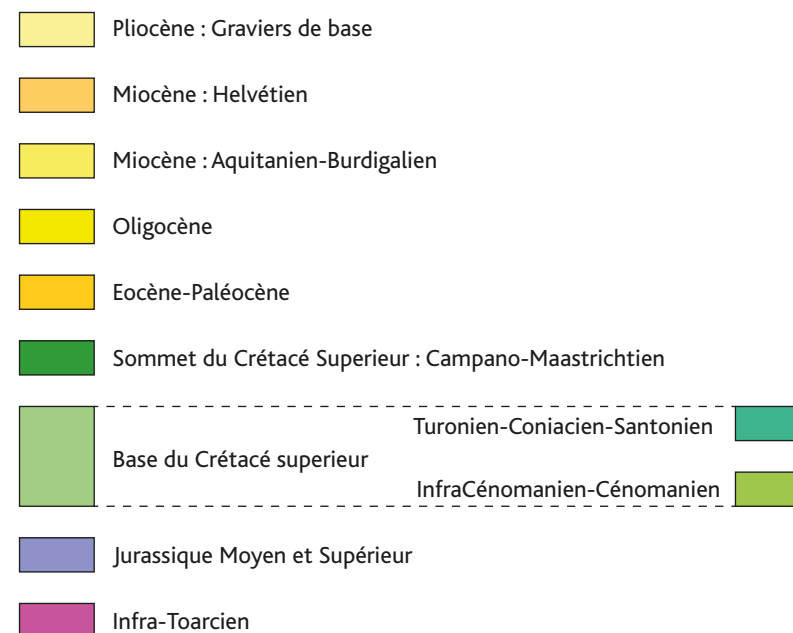 Pliocène : Graviers de base
Miocène : Helvétien
Miocène : Aquitanien-Burdigalien
Oligocène
Eocène-Paléocène
Sommet du Crétacé Superieur : Campano-Maastrichtien
Turonien-Coniacien-Santonien
Base du Crétacé superieur
InfraCénomanien-Cénomanien
Jurassique Moyen et Supérieur
Infra-Toarcien